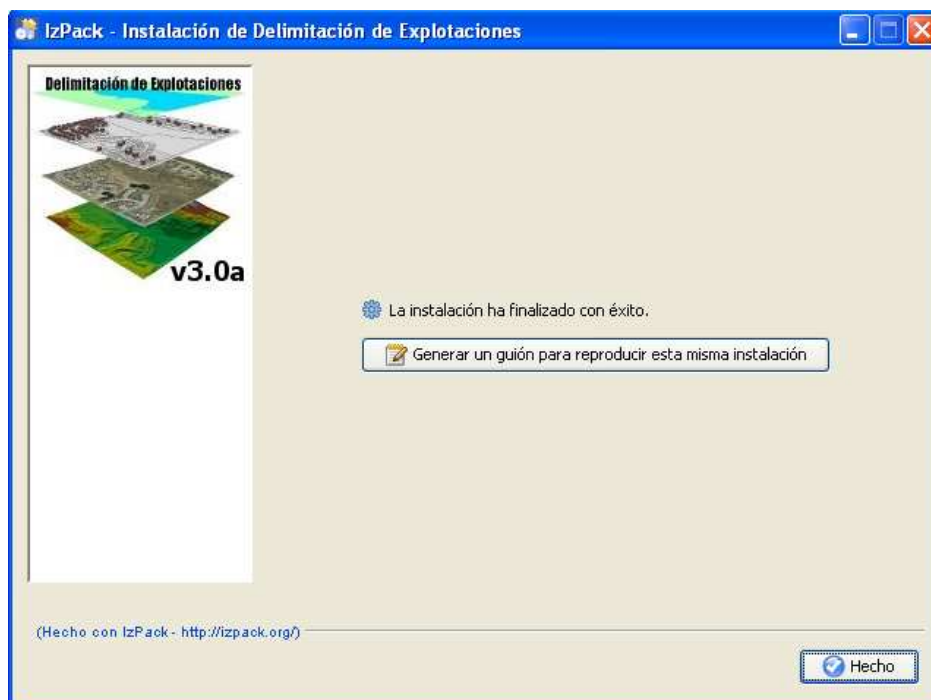 IzPack - Instalación de Delimitación de Explotaciones
Delimitación de Explotaciones
v3.0a
La instalación ha finalizado con éxito.
Generar un guión para reproducir esta misma instalación
(Hecho con IzPack - http://izpack.org/)
Hecho